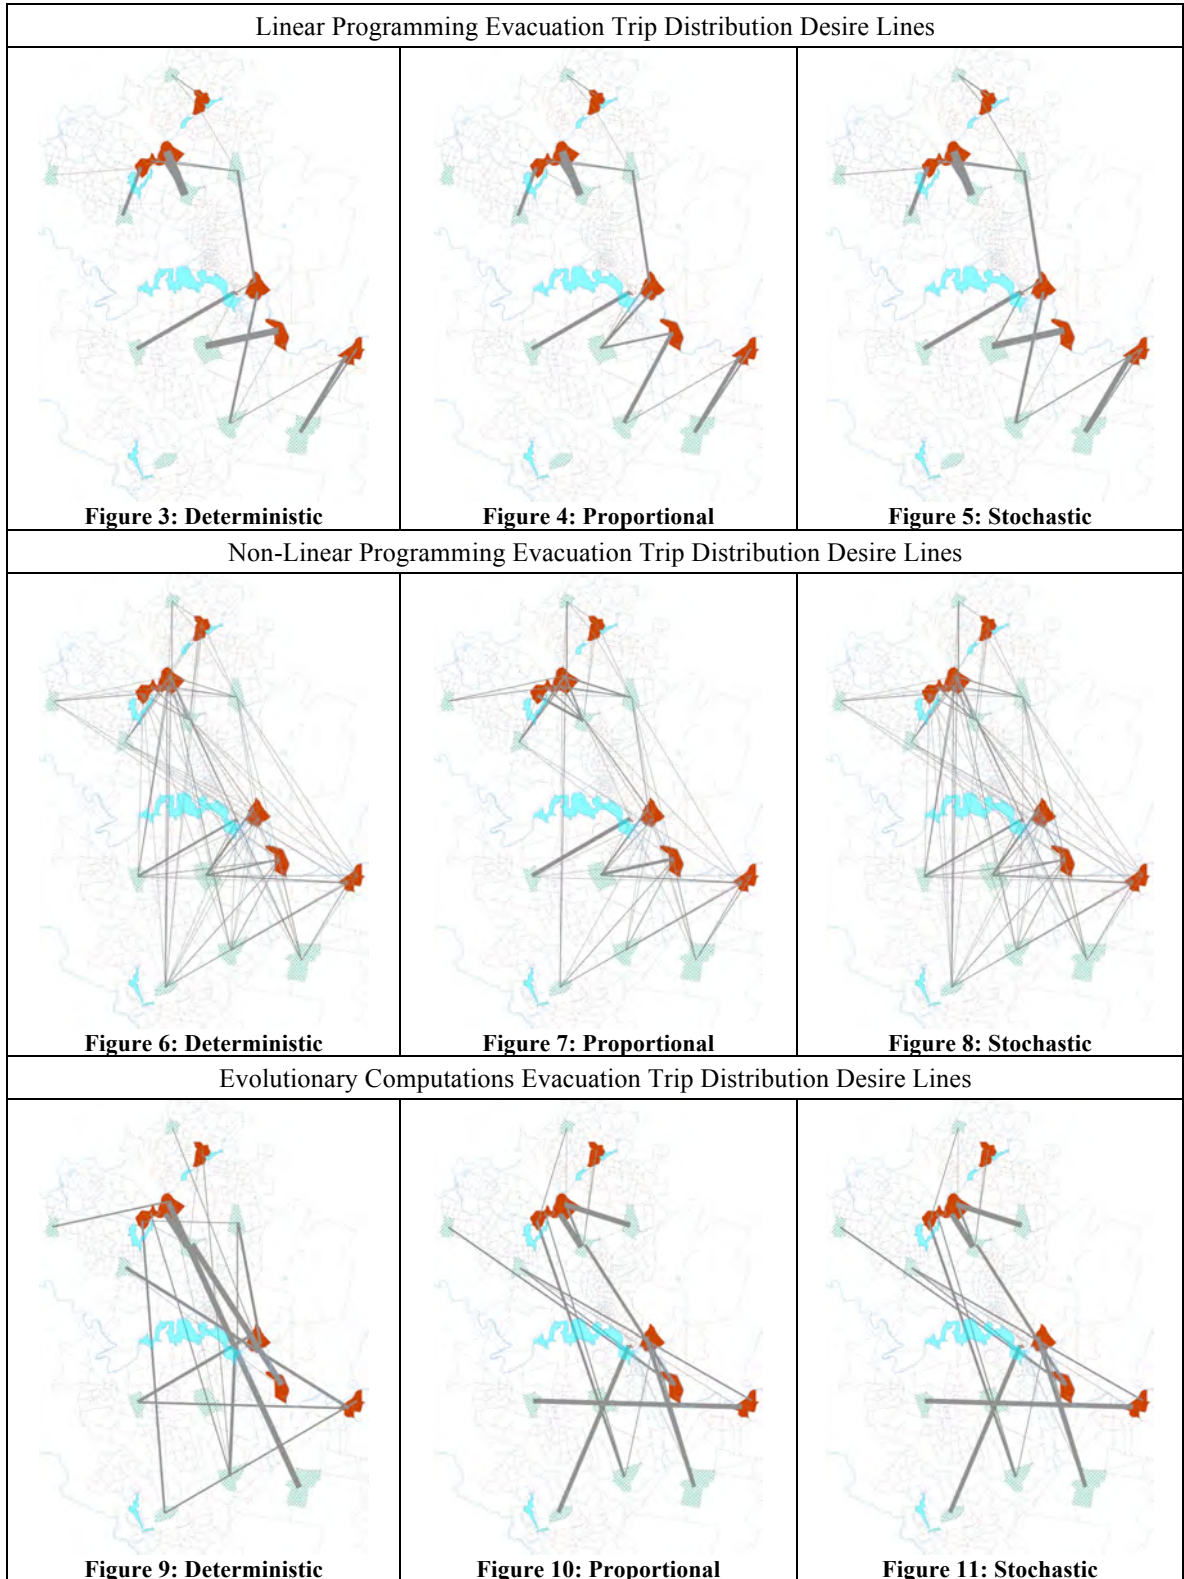 Linear Programming Evacuation Trip Distribution Desire Lines
Figure 3: Deterministic
Figure 4: Proportional
Figure 5: Stochastic
Non-Linear Programming Evacuation Trip Distribution Desire Lines
Figure 6: Deterministic
Figure 7: Proportional
Figure 8: Stochastic
Evolutionary Computations Evacuation Trip Distribution Desire Lines
Figure 9: Deterministic
Figure 10: Proportional
Figure 11: Stochastic